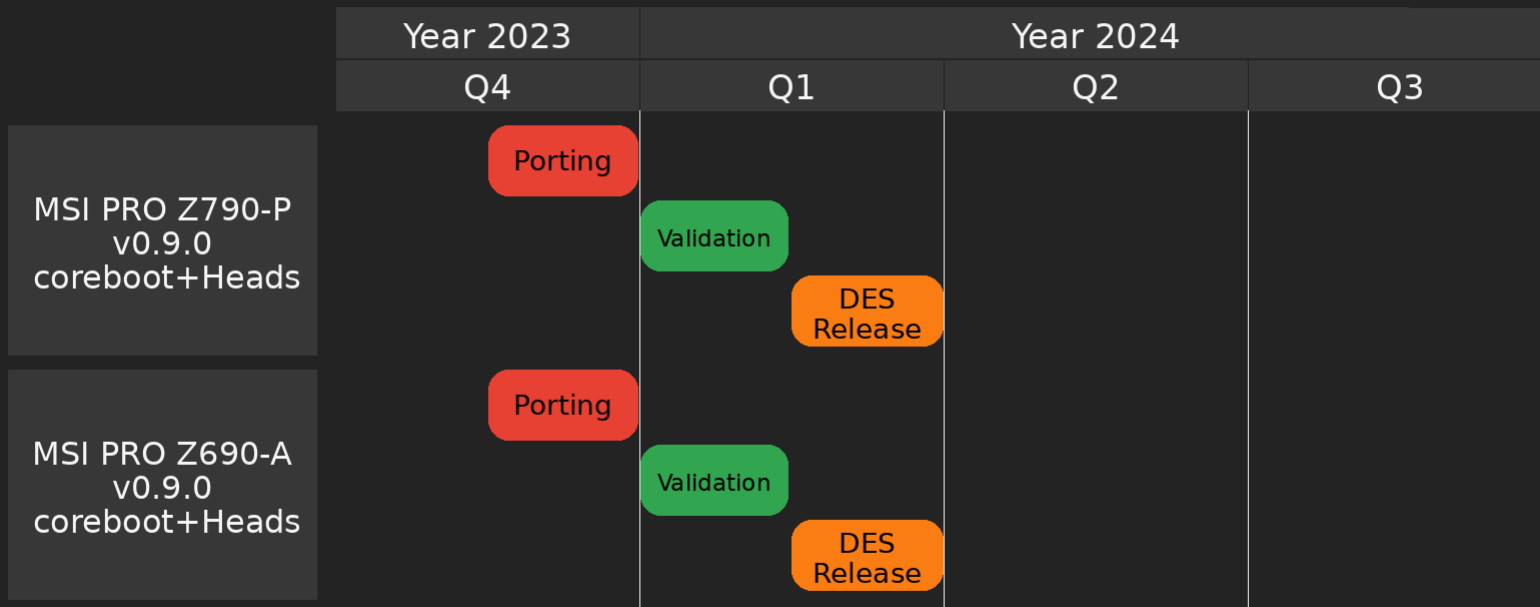 Year 2023
Year 2024
Q4
Q1
Q2
Q3
MSI PRO Z790-P
v0.9.0
coreboot+Heads
Porting
Validation
DES
Release
MSI PRO Z690-A
v0.9.0
coreboot+Heads
Porting
Validation
DES
Release